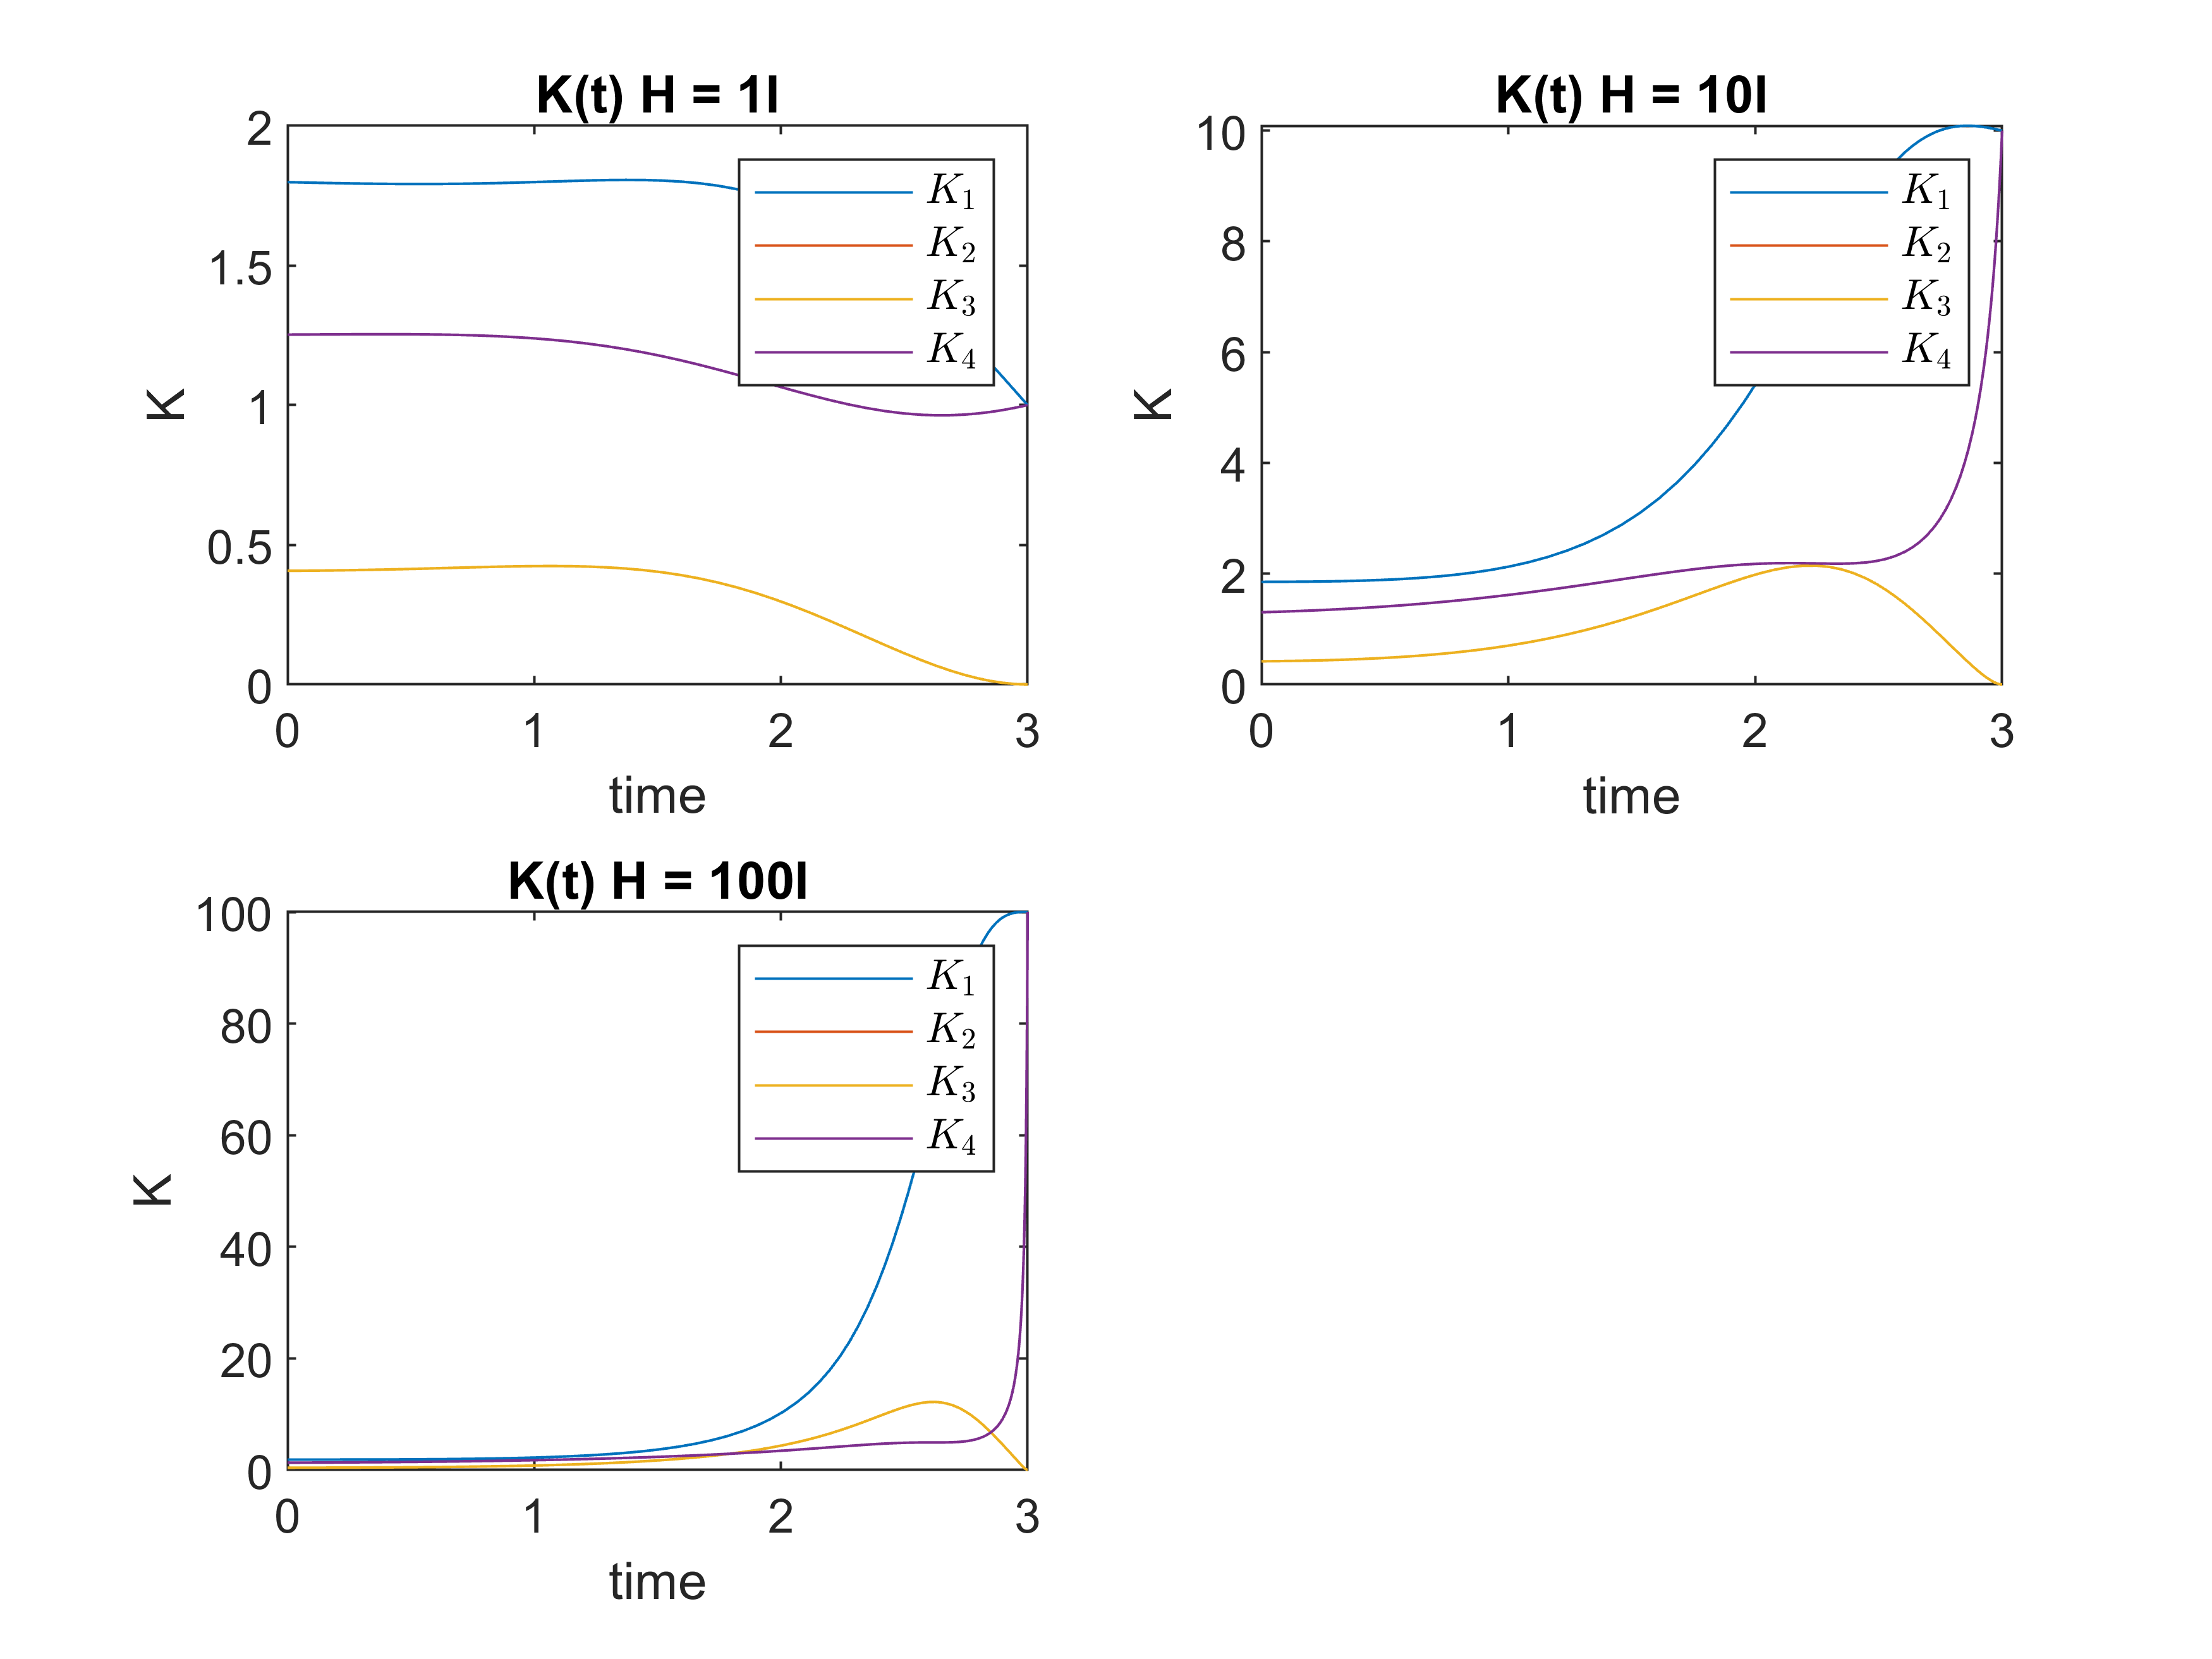 K(t) H = 1I
2
1.5
1
0.5
0
K
0 1 2 3
time
K1
K2
K3
K4
K(t) H = 10I
10
8
6
4
2
0
K
0 1 2 3
time
K1
K2
K3
K4
K(t) H = 100I
100
80
60
40
20
0
K
0 1 2 3
time
K1
K2
K3
K4